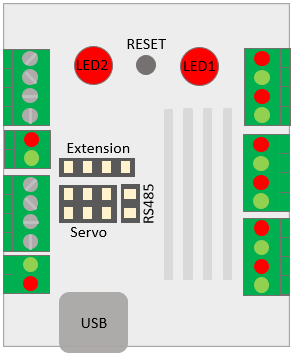 RESET
LED2
LED1
Extension
RS485
Servo
USB